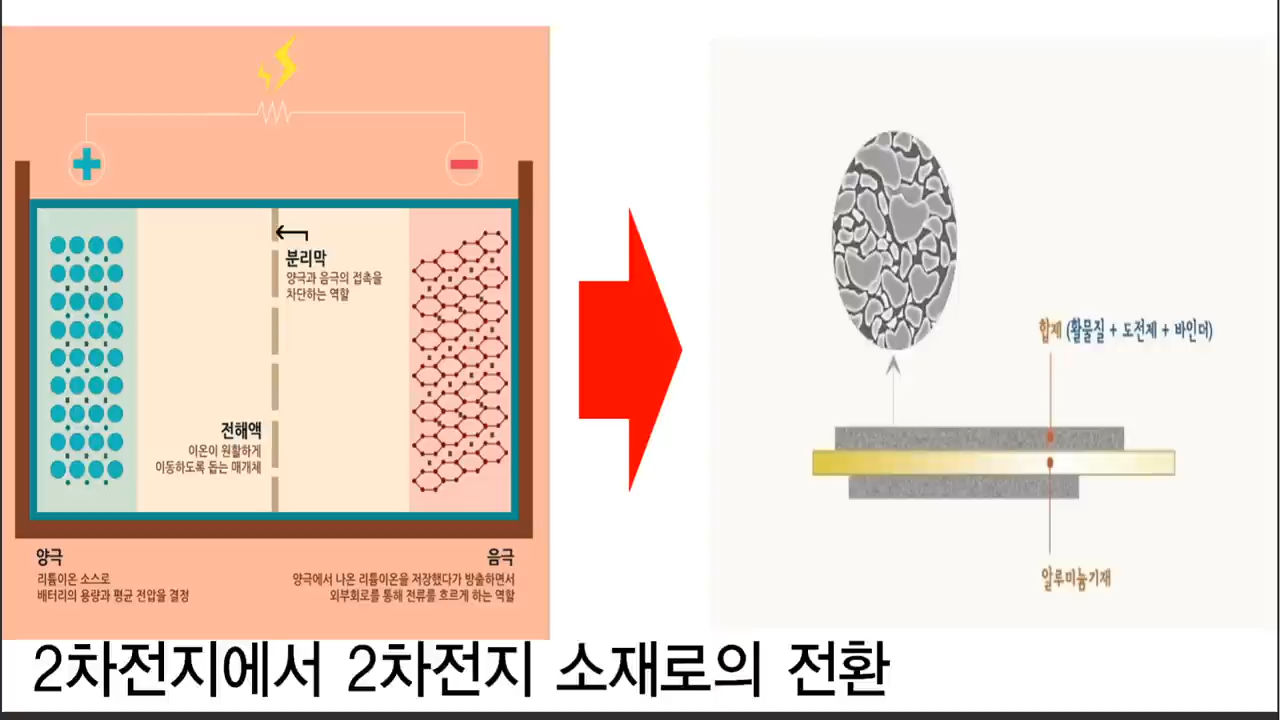 분리막
양극과 음극의 접촉을
차단하는 역할
전해액
이온이 원활하게
이동하도록 돕는 매개체
양극
리튬이온 소스로
배터리의 용량과 평균 전압을 결정
음극
양극에서 나온 리튬이온을 저장했다가 방출하면서
외부회로를 통해 전류를 흐르게 하는 역할
합제 (활물질 + 도전제 + 바인더)
알루미늄기재
2차전지에서 2차전지 소재로의 전환